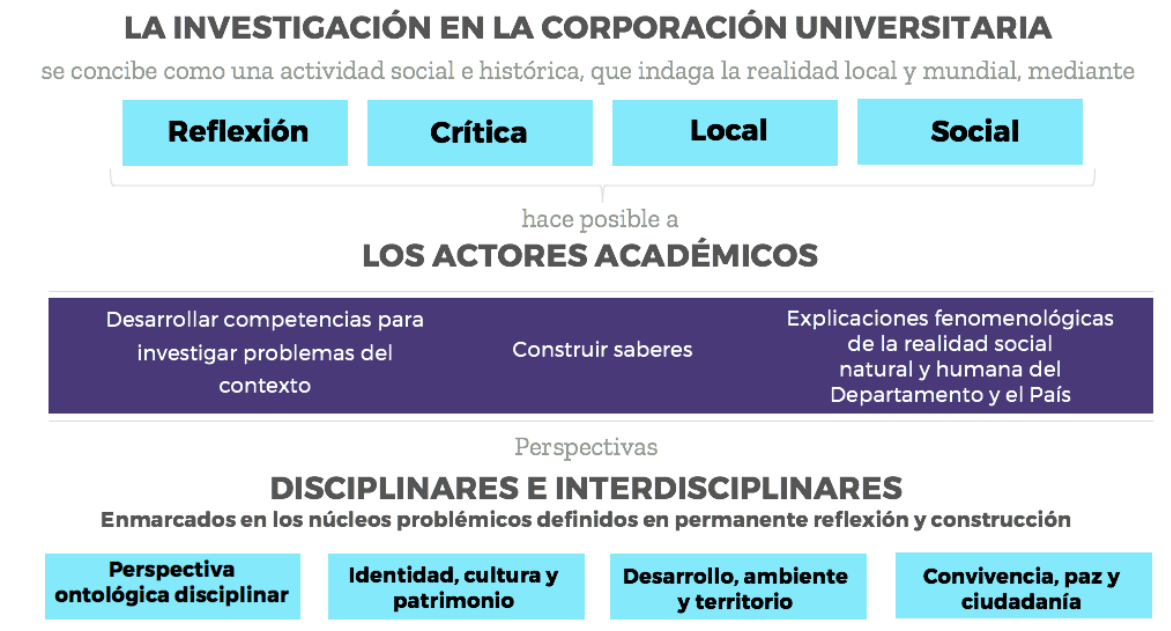 LA INVESTIGACIÓN EN LA CORPORACIÓN UNIVERSITARIA
se concibe como una actividad social e histórica, que indaga la realidad local y mundial, mediante
Reflexión
Crítica
Local
Social
hace posible a
LOS ACTORES ACADÉMICOS
Desarrollar competencias para
investigar problemas del
contexto
Construir saberes
Explicaciones fenomenológicas
de la realidad social
natural y humana del
Departamento y el País
Perspectivas
DISCIPLINARES E INTERDISCIPLINARES
Enmarcados en los núcleos problémicos definidos en permanente reflexión y construcción
Perspectiva
ontológica disciplinar
Identidad, cultura y
patrimonio
Desarrollo, ambiente
y territorio
Convivencia, paz y
ciudadanía